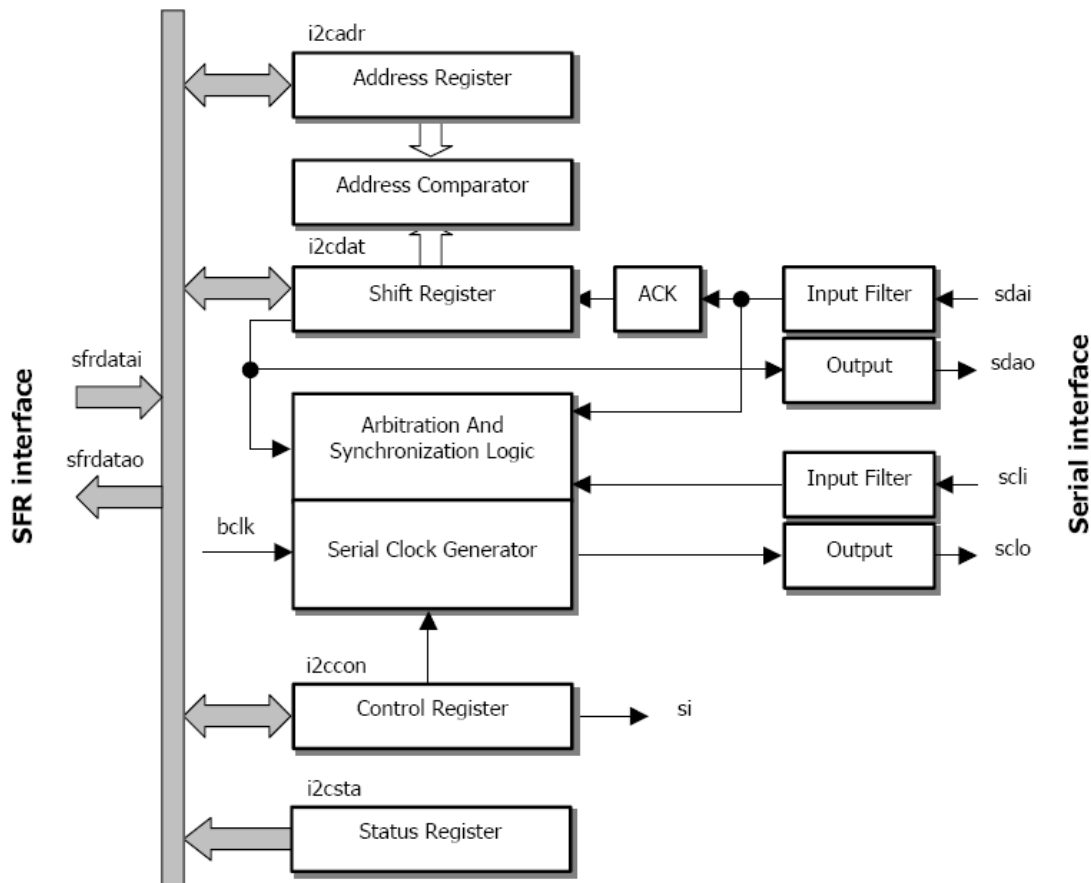 i2cadr
Address Register
Address Comparator
i2cdat
Shift Register
ACK
Input Filter
sdai
Output
sdao
sfrdatai
SFR interface
sfrdatao
Arbitration And
Synchronization Logic
Input Filter
scli
Serial interface
bclk
Serial Clock Generator
Output
sclo
i2ccon
Control Register
si
i2csta
Status Register